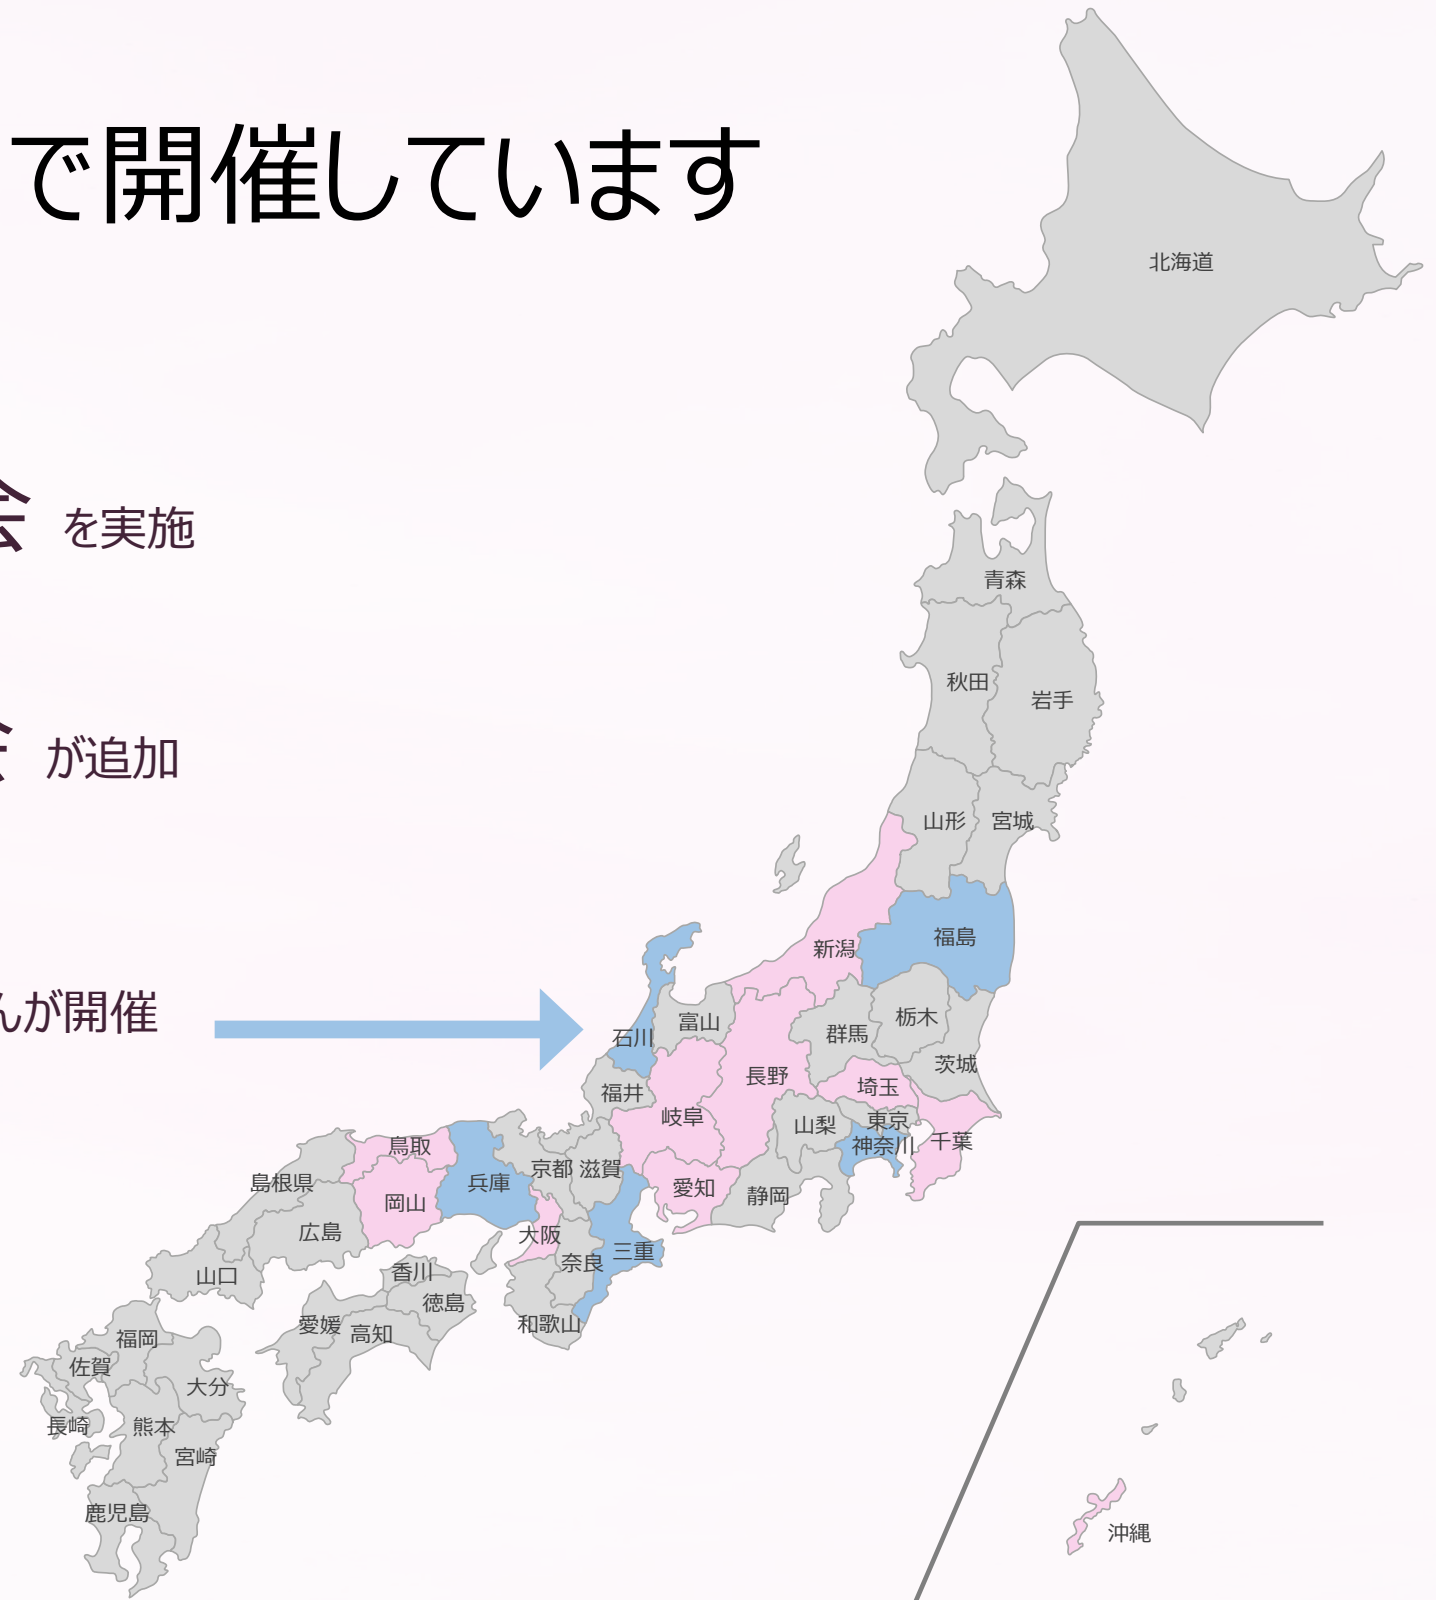 で開催しています
北海道
会 を実施
青森
秋田
岩手
が追加
山形
宮城
新潟
福島
んが開催
石川
富山
群馬
栃木
茨城
福井
長野
埼玉
岐阜
山梨
東京
神奈川
千葉
鳥取
島根県
岡山
兵庫
京都
滋賀
愛知
静岡
広島
大阪
奈良
三重
山口
香川
徳島
和歌山
愛媛
高知
福岡
佐賀
大分
長崎
熊本
宮崎
鹿児島
沖縄